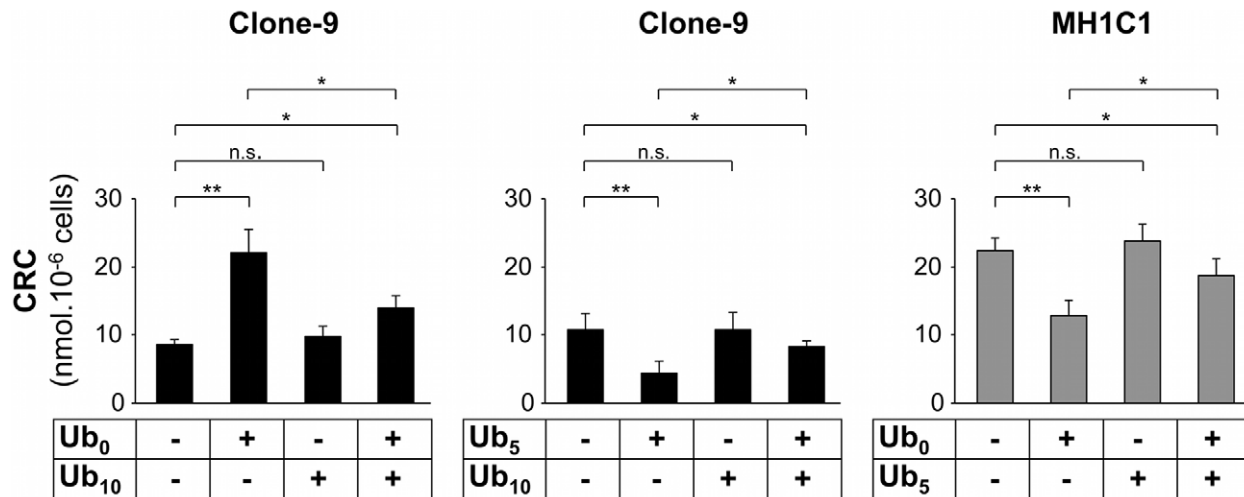 Clone-9 Clone-9 MH1C1
* * *
* * *
n.s. n.s. n.s.
** ** **
CRC
(nmol.10⁻⁶ cells)
30 30 30
20 20 20
10 10 10
0 0 0
Ub₀ - + - + Ub₅ - + - + Ub₀ - + - +
Ub₁₀ - - + + Ub₁₀ - - + + Ub₅ - - + +